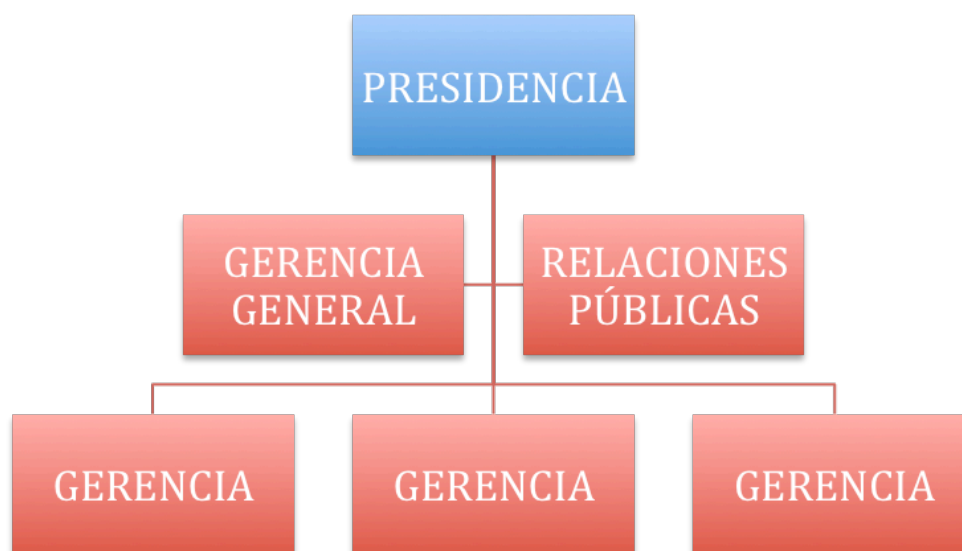 PRESIDENCIA
GERENCIA
GENERAL
RELACIONES
PÚBLICAS
GERENCIA
GERENCIA
GERENCIA